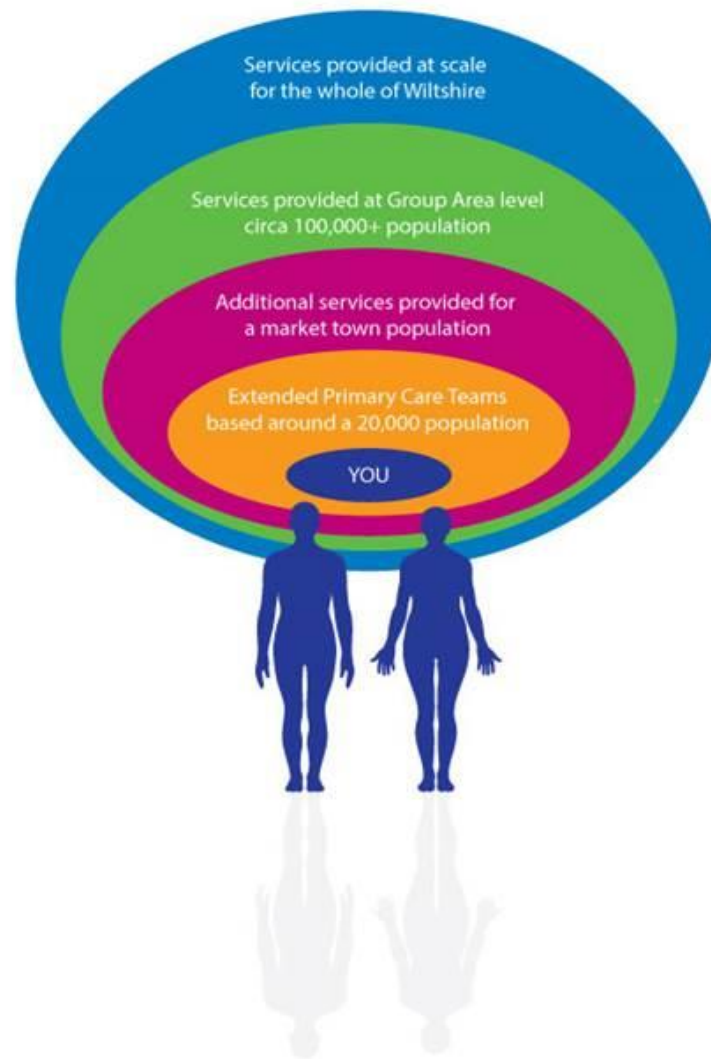 Services provided at scale
for the whole of Wiltshire
Services provided at Group Area level
circa 100,000+ population
Additional services provided for
a market town population
Extended Primary Care Teams
based around a 20,000 population
YOU